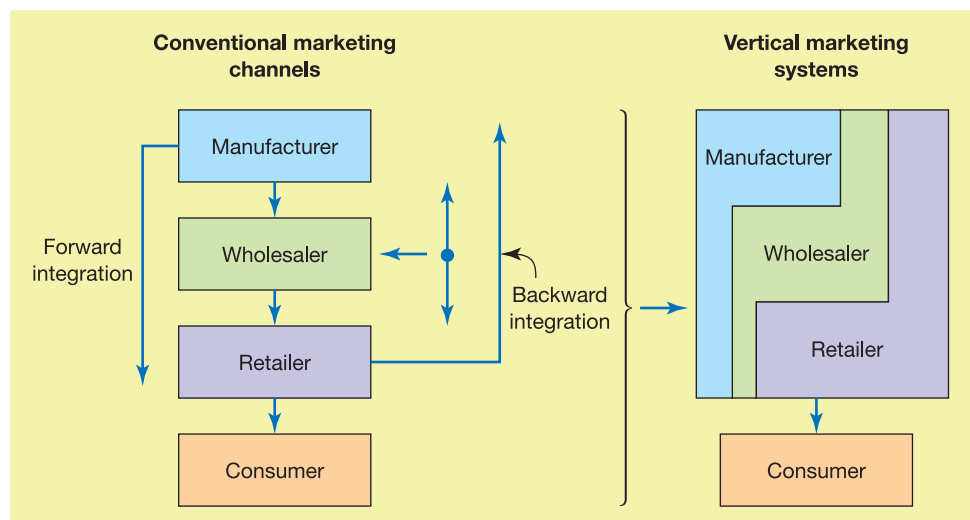 Conventional marketing
channels
Manufacturer
Wholesaler
Retailer
Consumer
Forward
integration
Backward
integration
Vertical marketing
systems
Manufacturer
Wholesaler
Retailer
Consumer